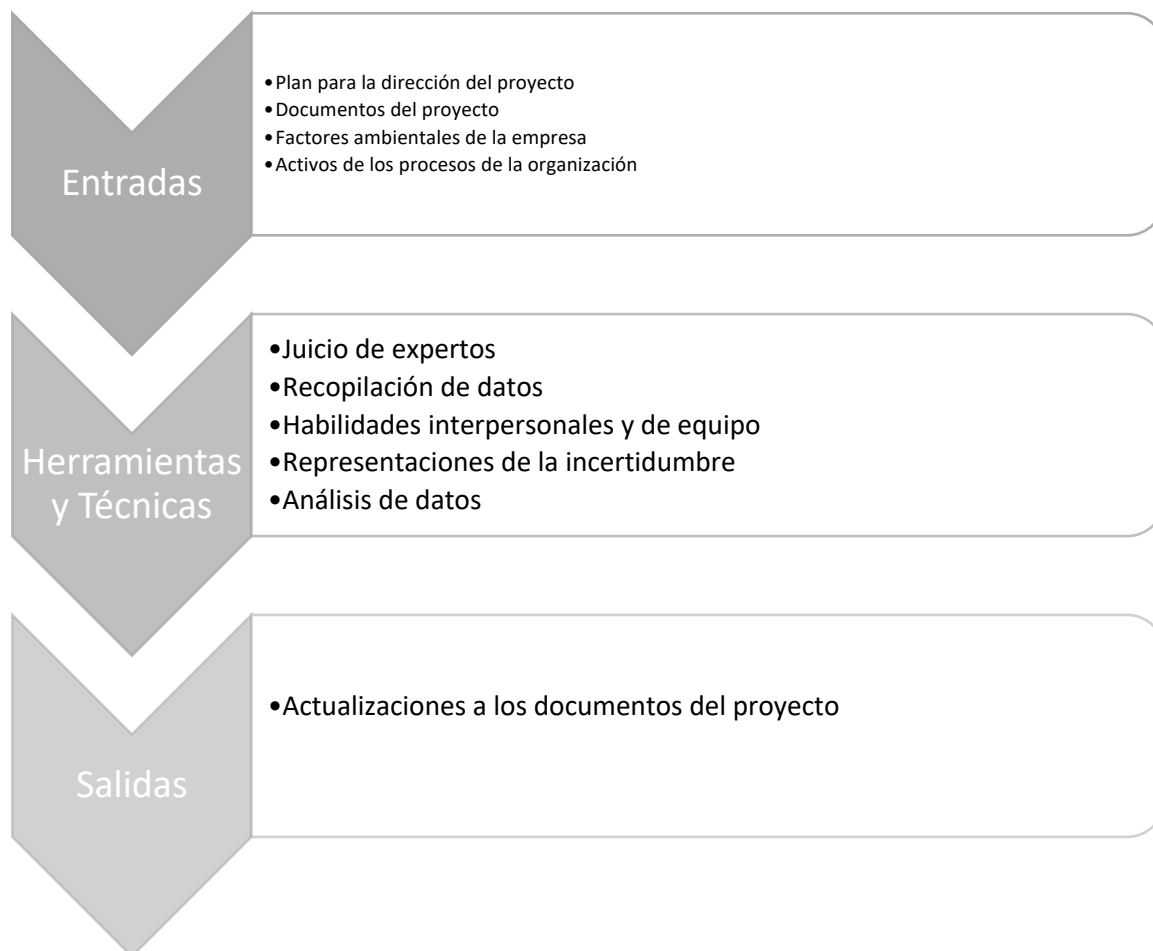 Entradas
•Plan para la dirección del proyecto
•Documentos del proyecto
•Factores ambientales de la empresa
•Activos de los procesos de la organización
Herramientas
y Técnicas
•Juicio de expertos
•Recopilación de datos
•Habilidades interpersonales y de equipo
•Representaciones de la incertidumbre
•Análisis de datos
Salidas
•Actualizaciones a los documentos del proyecto